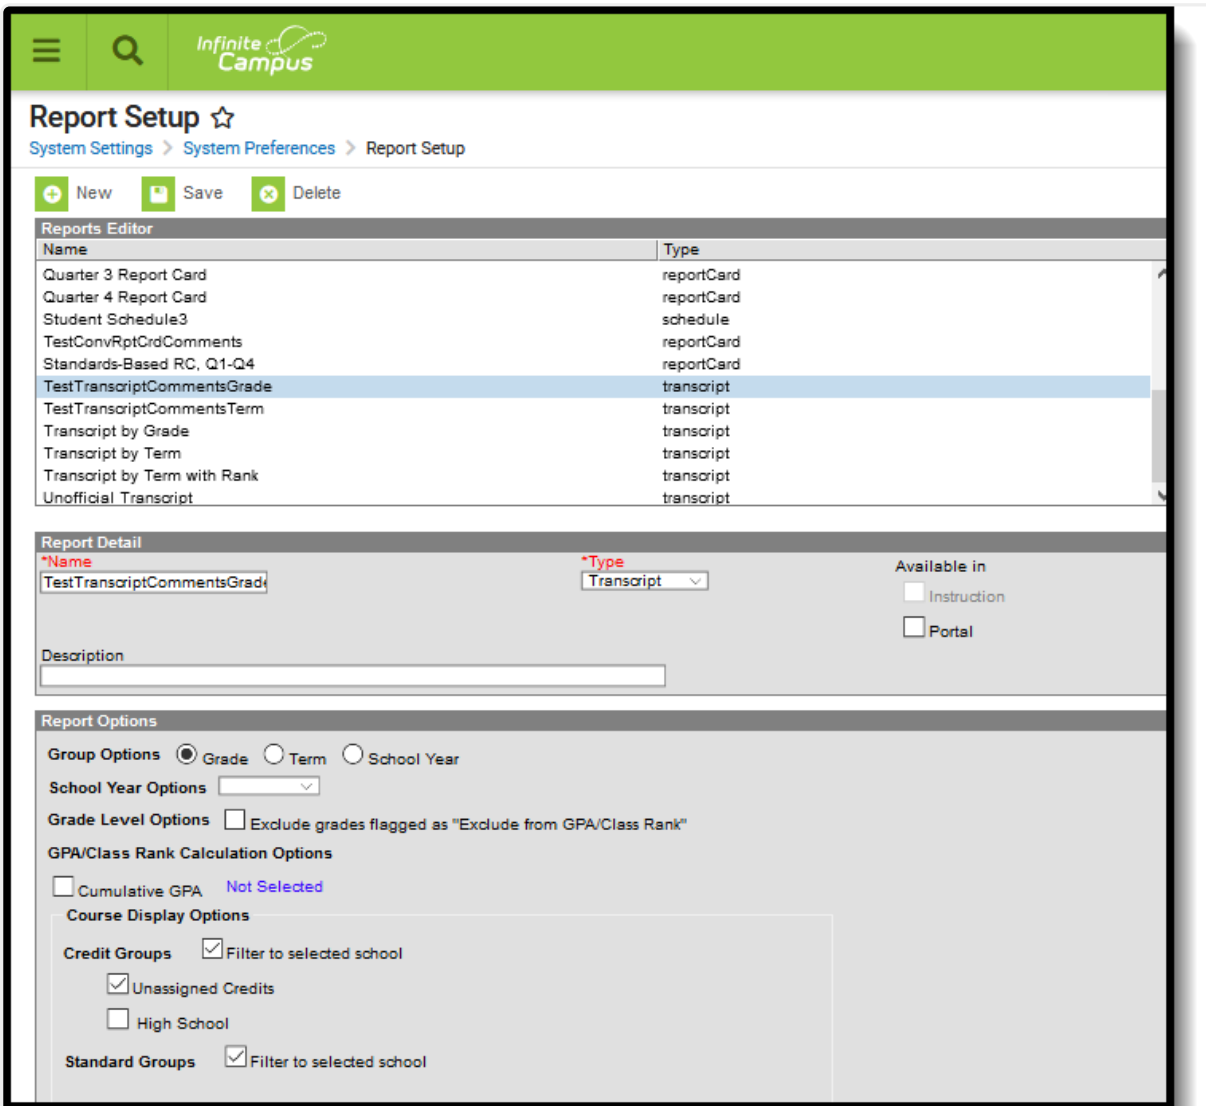 Infinite
Campus
Report Setup
System Settings > System Preferences > Report Setup
New Save Delete
Reports Editor
Name Type
Quarter 3 Report Card reportCard
Quarter 4 Report Card reportCard
Student Schedule3 schedule
TestConvRptCrdComments reportCard
Standards-Based RC, Q1-Q4 reportCard
TestTranscriptCommentsGrade transcript
TestTranscriptCommentsTerm transcript
Transcript by Grade transcript
Transcript by Term transcript
Transcript by Term with Rank transcript
Unofficial Transcript transcript
Report Detail
*Name *Type Available in
TestTranscriptCommentsGrade Transcript
Instruction
Portal
Description
Report Options
Group Options Grade Term School Year
School Year Options
Grade Level Options Exclude grades flagged as "Exclude from GPA/Class Rank"
GPA/Class Rank Calculation Options
Cumulative GPA Not Selected
Course Display Options
Credit Groups Filter to selected school
Unassigned Credits
High School
Standard Groups Filter to selected school